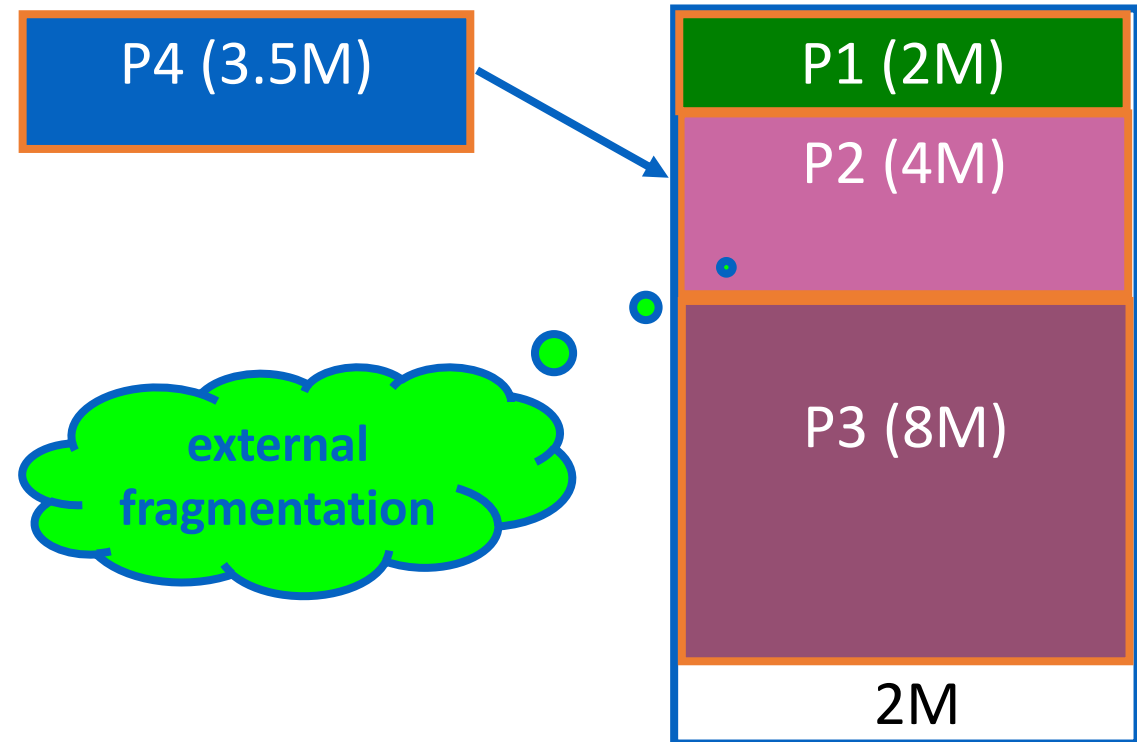 P4 (3.5M)
P1 (2M)
P2 (4M)
external
fragmentation
P3 (8M)
2M